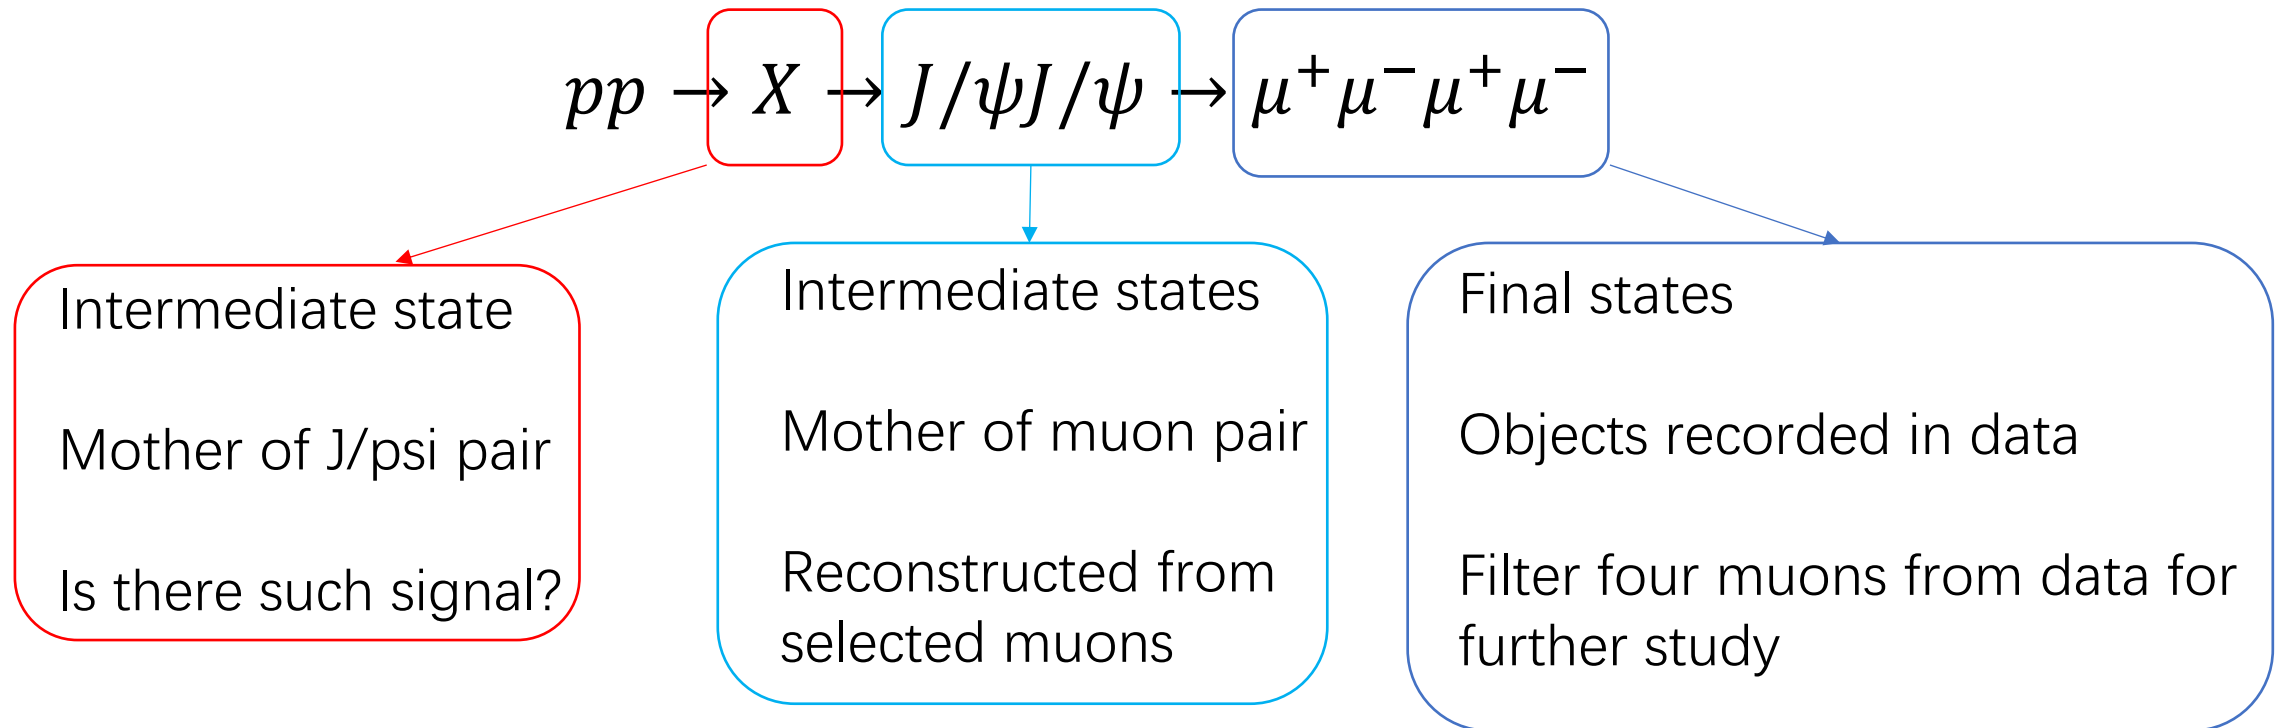 pp → X → J/ψJ/ψ → μ⁺μ⁻μ⁺μ⁻
Intermediate state
Mother of J/psi pair
Is there such signal?
Intermediate states
Mother of muon pair
Reconstructed from
selected muons
Final states
Objects recorded in data
Filter four muons from data for
further study